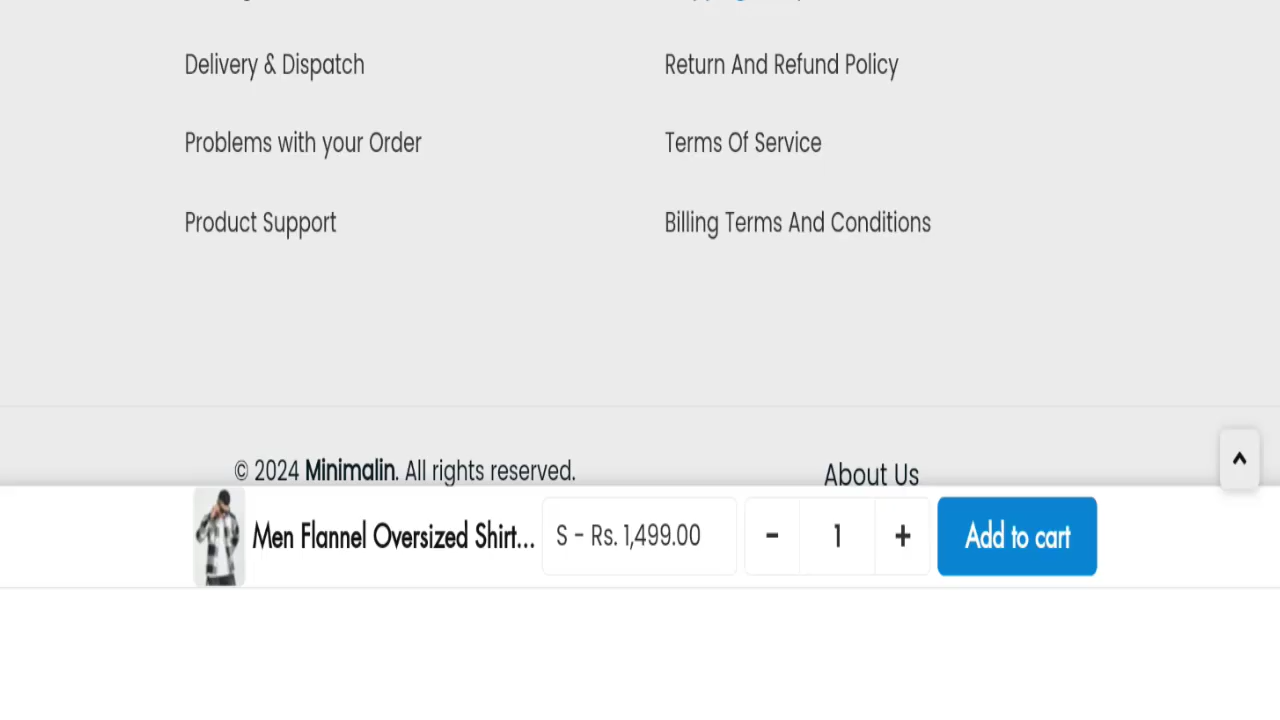 Delivery & Dispatch
Problems with your Order
Product Support
Return And Refund Policy
Terms Of Service
Billing Terms And Conditions
© 2024 Minimalin. All rights reserved.
About Us
Men Flannel Oversized Shirt...
S - Rs. 1,499.00
- 1 +
Add to cart